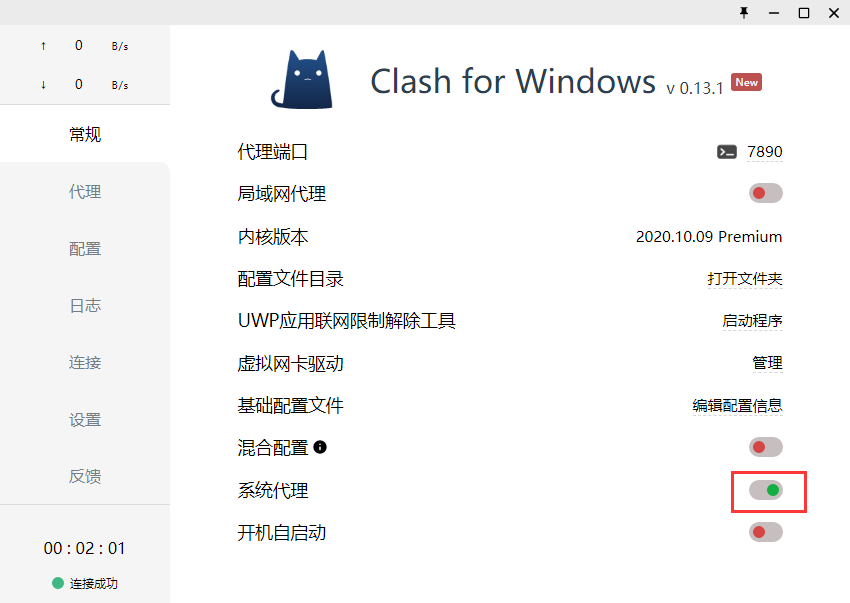 ↑ 0 B/s
↓ 0 B/s
常规
代理
配置
日志
连接
设置
反馈
00 : 02 : 01
连接成功
Clash for Windows v 0.13.1 New
代理端口 7890
局域网代理
内核版本 2020.10.09 Premium
配置文件目录 打开文件夹
UWP应用联网限制解除工具 启动程序
虚拟网卡驱动 管理
基础配置文件 编辑配置信息
混合配置
系统代理
开机自启动